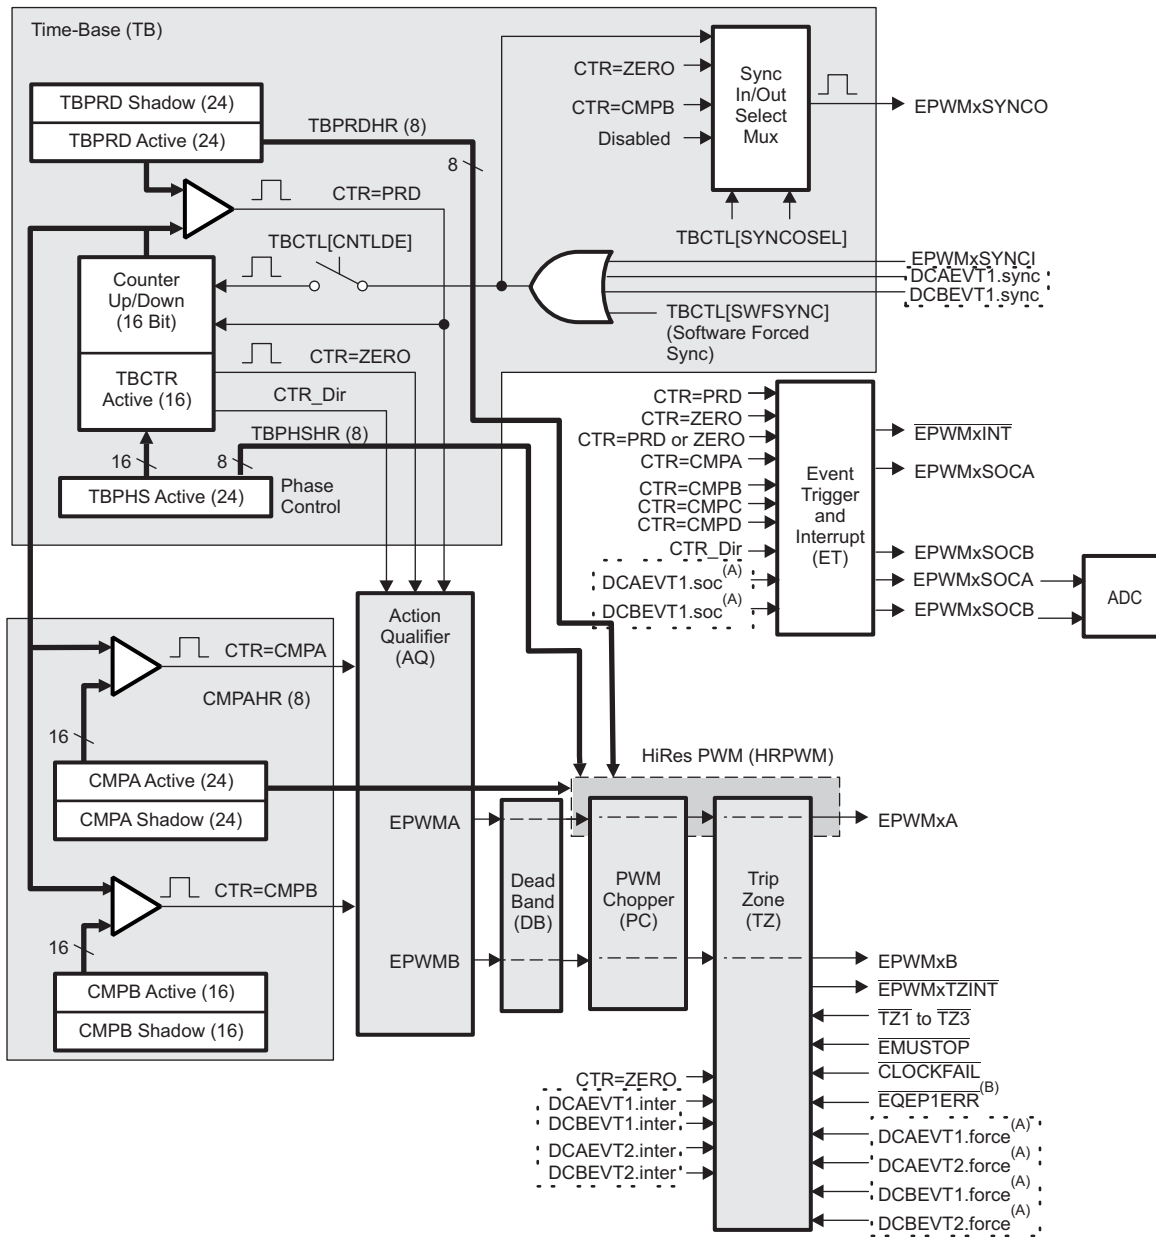 Time-Base (TB)
TBPRD Shadow (24)
TBPRD Active (24)
TBPRDHR (8)
8
CTR=PRD
TBCTL[CNTLDE]
Counter
Up/Down
(16 Bit)
TBCTR
Active (16)
CTR=ZERO
CTR_Dir
TBPHSHR (8)
16
8
TBPHS Active (24)
Phase
Control
CTR=ZERO
CTR=CMPB
Disabled
Sync
In/Out
Select
Mux
EPWMxSYNCO
TBCTL[SYNCOSEL]
EPWMxSYNCI
DCAEVT1.sync
DCBEVT1.sync
TBCTL[SWFSYNC]
(Software Forced
Sync)
CTR=PRD
CTR=ZERO
CTR=PRD or ZERO
CTR=CMPA
CTR=CMPB
CTR=CMPC
CTR=CMPD
CTR_Dir
DCAEVT1.soc(A)
DCBEVT1.soc(A)
Event
Trigger
and
Interrupt
(ET)
EPWMxINT
EPWMxSOCA
EPWMxSOCB
EPWMxSOCA
EPWMxSOCB
ADC
Action
Qualifier
(AQ)
CTR=CMPA
CMPAHR (8)
16
CMPA Active (24)
CMPA Shadow (24)
CTR=CMPB
16
CMPB Active (16)
CMPB Shadow (16)
EPWMA
EPWMB
HiRes PWM (HRPWM)
Dead
Band
(DB)
PWM
Chopper
(PC)
Trip
Zone
(TZ)
EPWMxA
EPWMxB
EPWMxTZINT
TZ1 to TZ3
EMUSTOP
CLOCKFAIL
EQEP1ERR(B)
DCAEVT1.force(A)
DCAEVT2.force(A)
DCBEVT1.force(A)
DCBEVT2.force(A)
CTR=ZERO
DCAEVT1.inter
DCBEVT1.inter
DCAEVT2.inter
DCBEVT2.inter